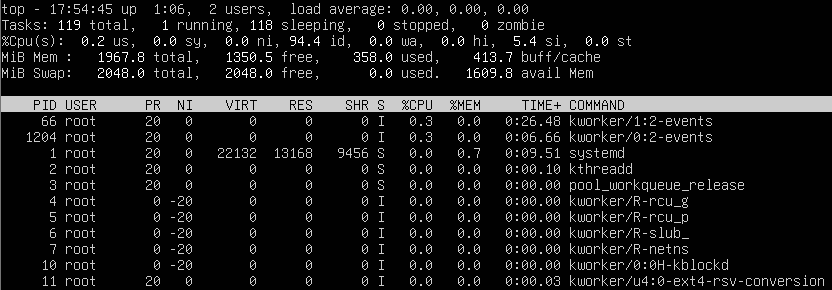 top - 17:54:45 up  1:06,  2 users,  load average: 0.00, 0.00, 0.00
Tasks: 119 total,   1 running, 118 sleeping,   0 stopped,   0 zombie
%Cpu(s):  0.2 us,  0.0 sy,  0.0 ni, 94.4 id,  0.0 wa,  0.0 hi,  5.4 si,  0.0 st
MiB Mem :   1967.8 total,   1350.5 free,    358.0 used,    413.7 buff/cache
MiB Swap:   2048.0 total,   2048.0 free,      0.0 used.   1609.8 avail Mem
PID USER      PR  NI    VIRT    RES    SHR S  %CPU  %MEM     TIME+ COMMAND
66 root      20   0       0      0      0 I   0.3   0.0   0:26.48 kworker/1:2-events
1204 root      20   0       0      0      0 I   0.3   0.0   0:06.66 kworker/0:2-events
1 root      20   0   22132  13168   9456 S   0.0   0.7   0:09.51 systemd
2 root      20   0       0      0      0 S   0.0   0.0   0:00.10 kthreadd
3 root      20   0       0      0      0 S   0.0   0.0   0:00.00 pool_workqueue_release
4 root       0 -20       0      0      0 I   0.0   0.0   0:00.00 kworker/R-rcu_g
5 root       0 -20       0      0      0 I   0.0   0.0   0:00.00 kworker/R-rcu_p
6 root       0 -20       0      0      0 I   0.0   0.0   0:00.00 kworker/R-slub_
7 root       0 -20       0      0      0 I   0.0   0.0   0:00.00 kworker/R-netns
10 root       0 -20       0      0      0 I   0.0   0.0   0:00.00 kworker/0:0H-kblockd
11 root      20   0       0      0      0 I   0.0   0.0   0:00.03 kworker/u4:0-ext4-rsv-conversion